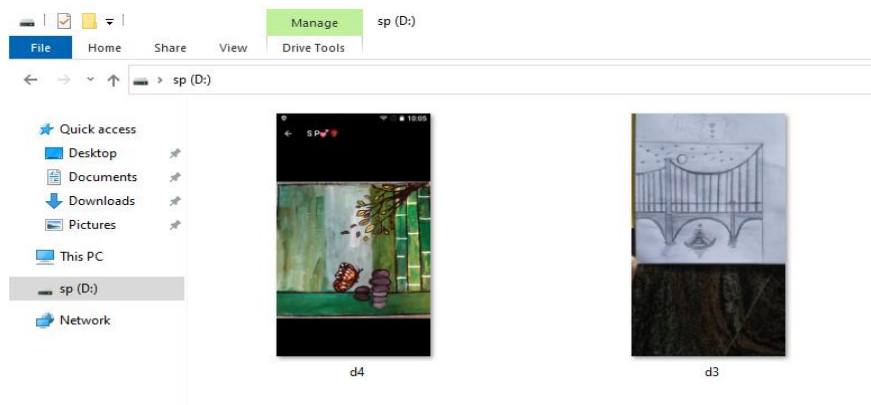 Manage
sp (D:)
File
Home
Share
View
Drive Tools
sp (D:)
Quick access
Desktop
Documents
Downloads
Pictures
This PC
sp (D:)
Network
10:05
S P💕🌹
d4
d3